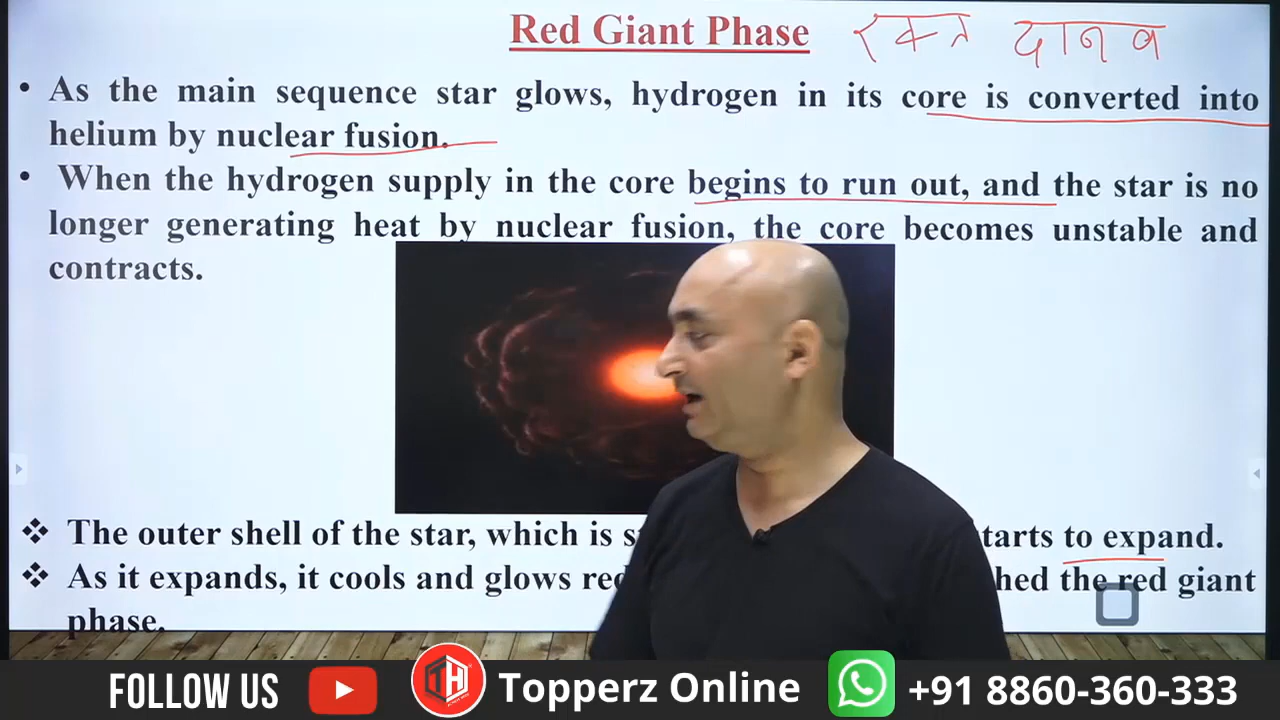 Red Giant Phase रक्त दानव
• As the main sequence star glows, hydrogen in its core is converted into
helium by nuclear fusion.
• When the hydrogen supply in the core begins to run out, and the star is no
longer generating heat by nuclear fusion, the core becomes unstable and
contracts.
❖ The outer shell of the star, which is tarts to expand.
❖ As it expands, it cools and glows red hed the red giant
phase.
FOLLOW US TH Topperz Online +91 8860-360-333